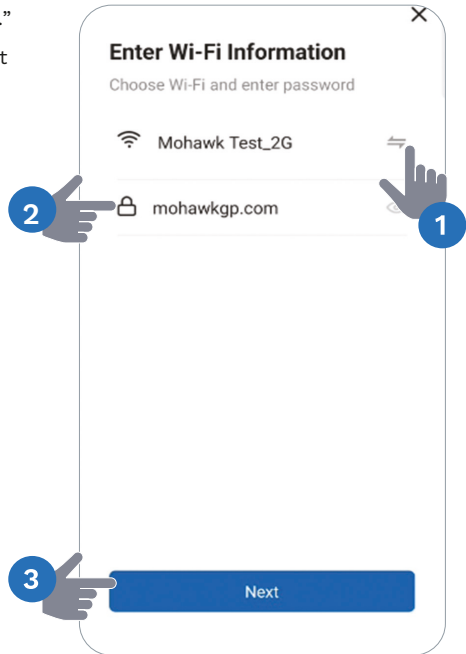 .”
t
Enter Wi-Fi Information
Choose Wi-Fi and enter password
Mohawk Test_2G
1
2
mohawkgp.com
3
Next